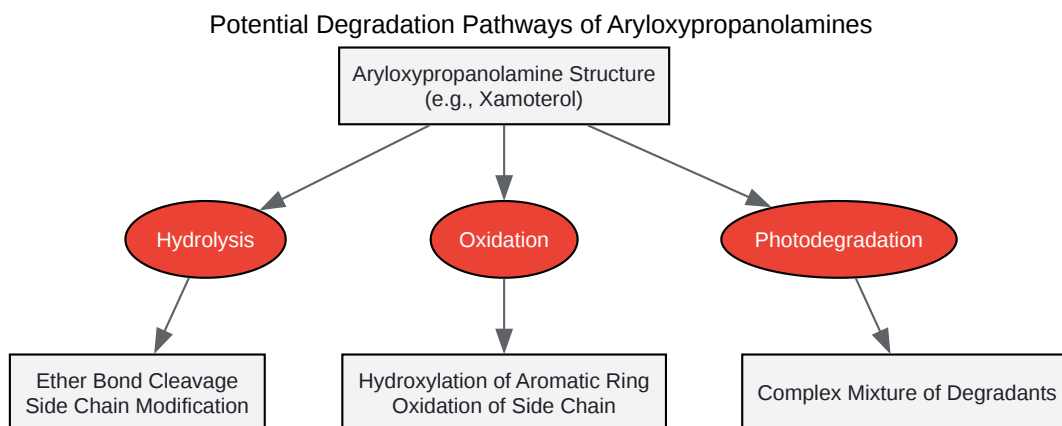 Potential Degradation Pathways of Aryloxypropanolamines
Aryloxypropanolamine Structure
(e.g., Xamoterol)
Hydrolysis
Oxidation
Photodegradation
Ether Bond Cleavage
Side Chain Modification
Hydroxylation of Aromatic Ring
Oxidation of Side Chain
Complex Mixture of Degradants